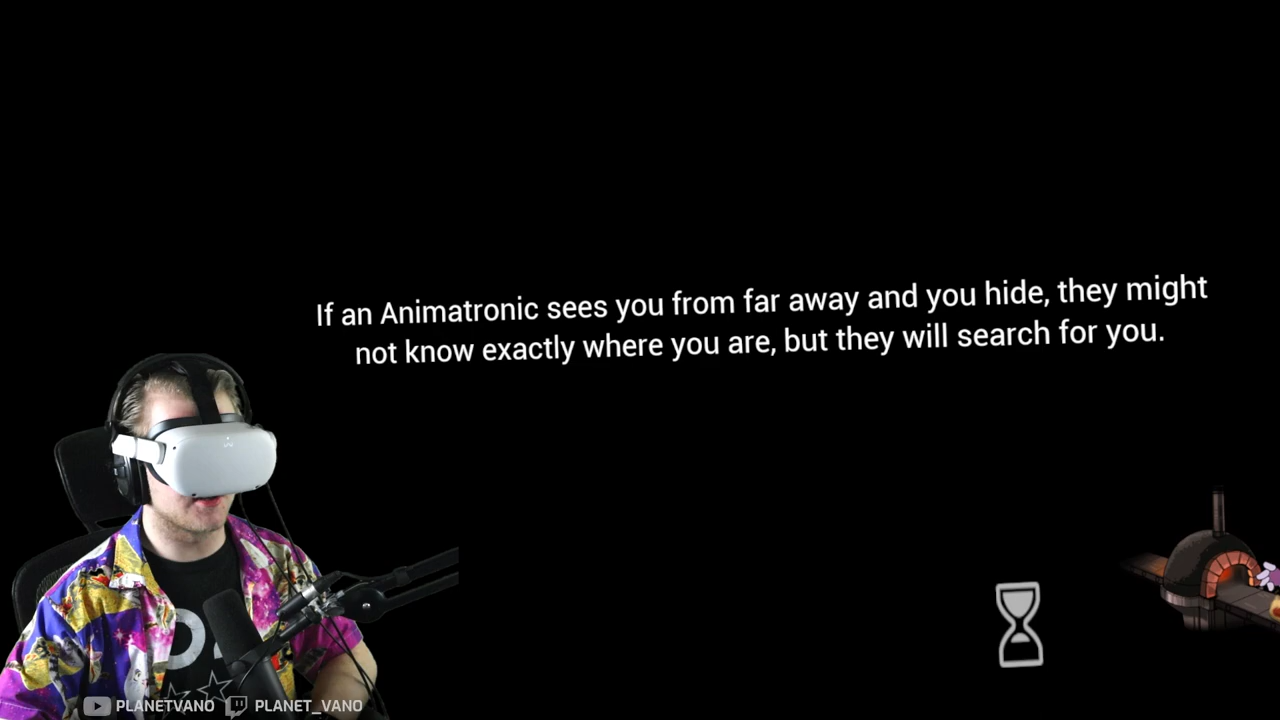 If an Animatronic sees you from far away and you hide, they might
not know exactly where you are, but they will search for you.
PLANETVANO PLANET_VANO